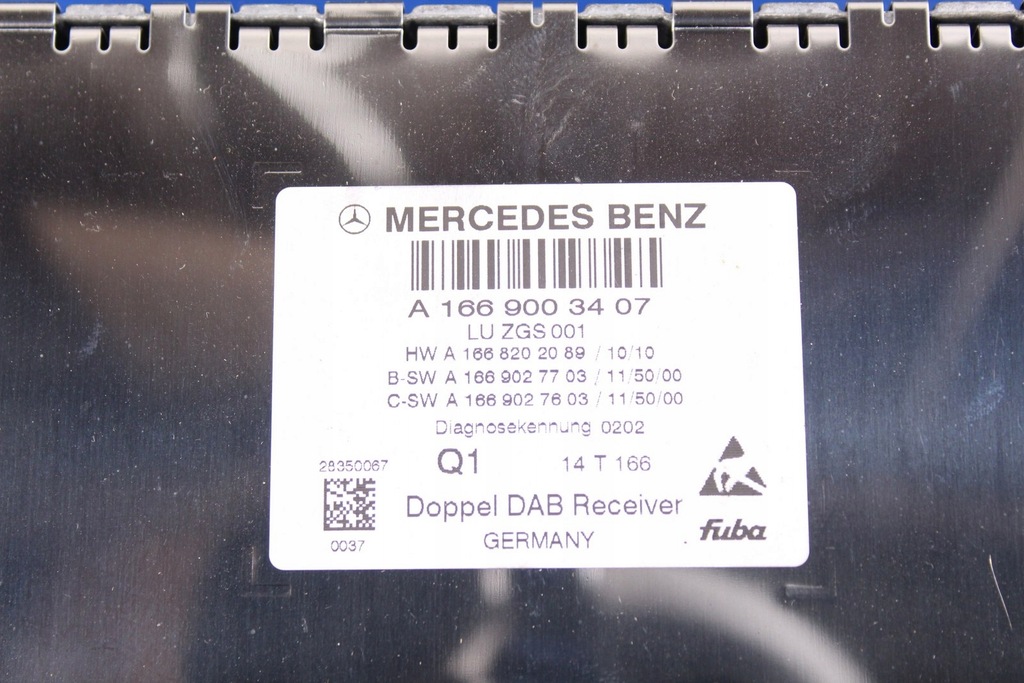 MERCEDES BENZ
A 166 900 34 07
LU ZGS 001
HW A 166 820 20 89 / 10/10
B-SW A 166 902 77 03 / 11/50/00
C-SW A 166 902 76 03 / 11/50/00
Diagnosekennung 0202
28350067 Q1 14 T 166
Doppel DAB Receiver
0037 GERMANY fuba